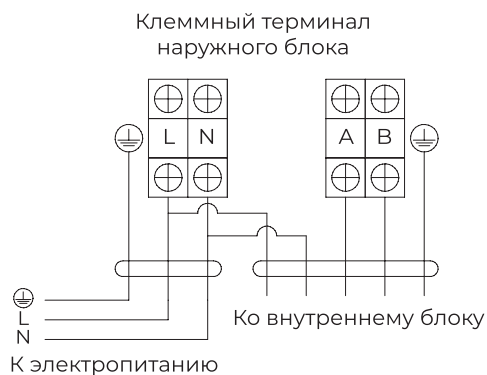 Клеммный терминал
наружного блока
L N A B
L
N
Ко внутреннему блоку
К электропитанию